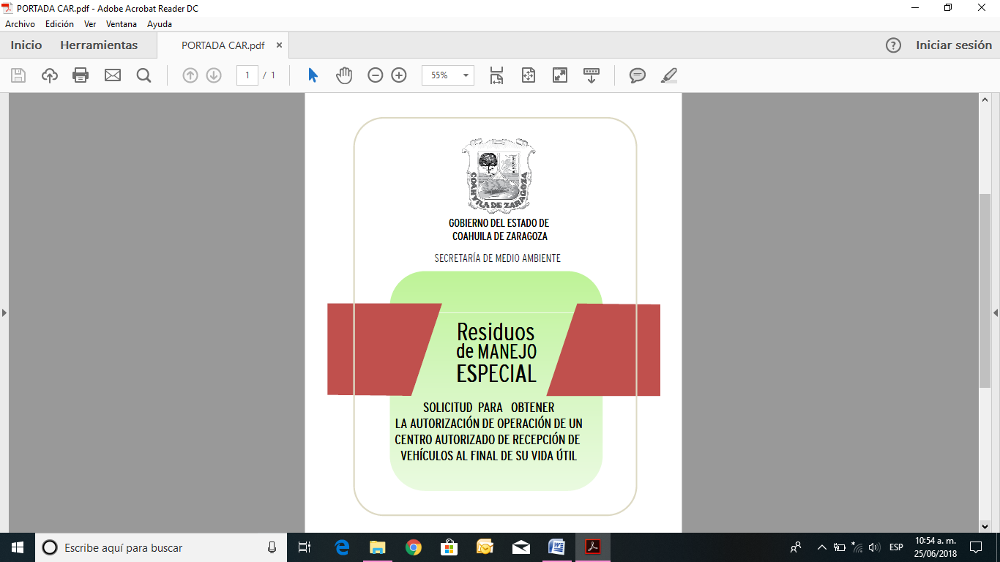 PORTADA CAR.pdf - Adobe Acrobat Reader DC
Archivo Edición Ver Ventana Ayuda
Inicio Herramientas PORTADA CAR.pdf × Iniciar sesión
1 / 1 55%
COAHVILA DE ZARAGOZA
GOBIERNO DEL ESTADO DE
COAHUILA DE ZARAGOZA
SECRETARÍA DE MEDIO AMBIENTE
Residuos
de MANEJO
ESPECIAL
SOLICITUD PARA OBTENER
LA AUTORIZACIÓN DE OPERACIÓN DE UN
CENTRO AUTORIZADO DE RECEPCIÓN DE
VEHÍCULOS AL FINAL DE SU VIDA ÚTIL
Escribe aquí para buscar
ESP
10:54 a. m.
25/06/2018